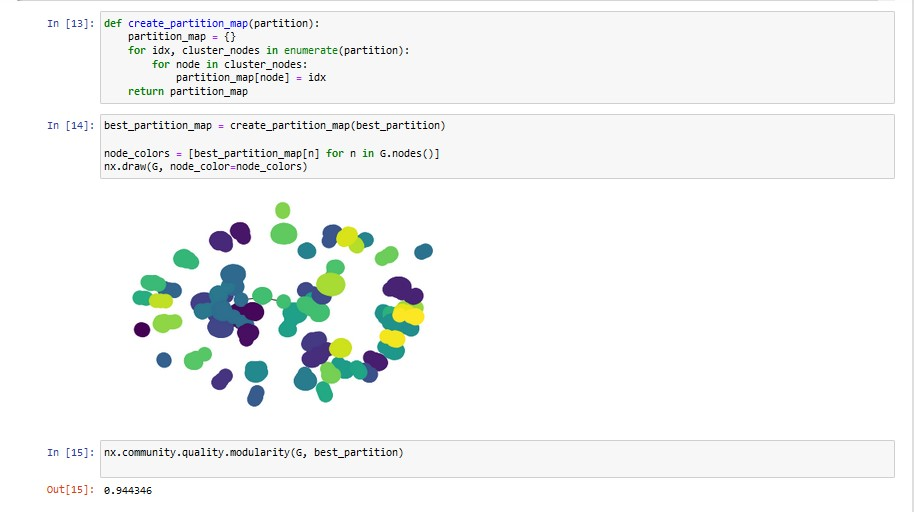 In [13]: def create_partition_map(partition):
    partition_map = {}
    for idx, cluster_nodes in enumerate(partition):
        for node in cluster_nodes:
            partition_map[node] = idx
    return partition_map
In [14]: best_partition_map = create_partition_map(best_partition)
node_colors = [best_partition_map[n] for n in G.nodes()]
nx.draw(G, node_color=node_colors)
In [15]: nx.community.quality.modularity(G, best_partition)
Out[15]: 0.944346